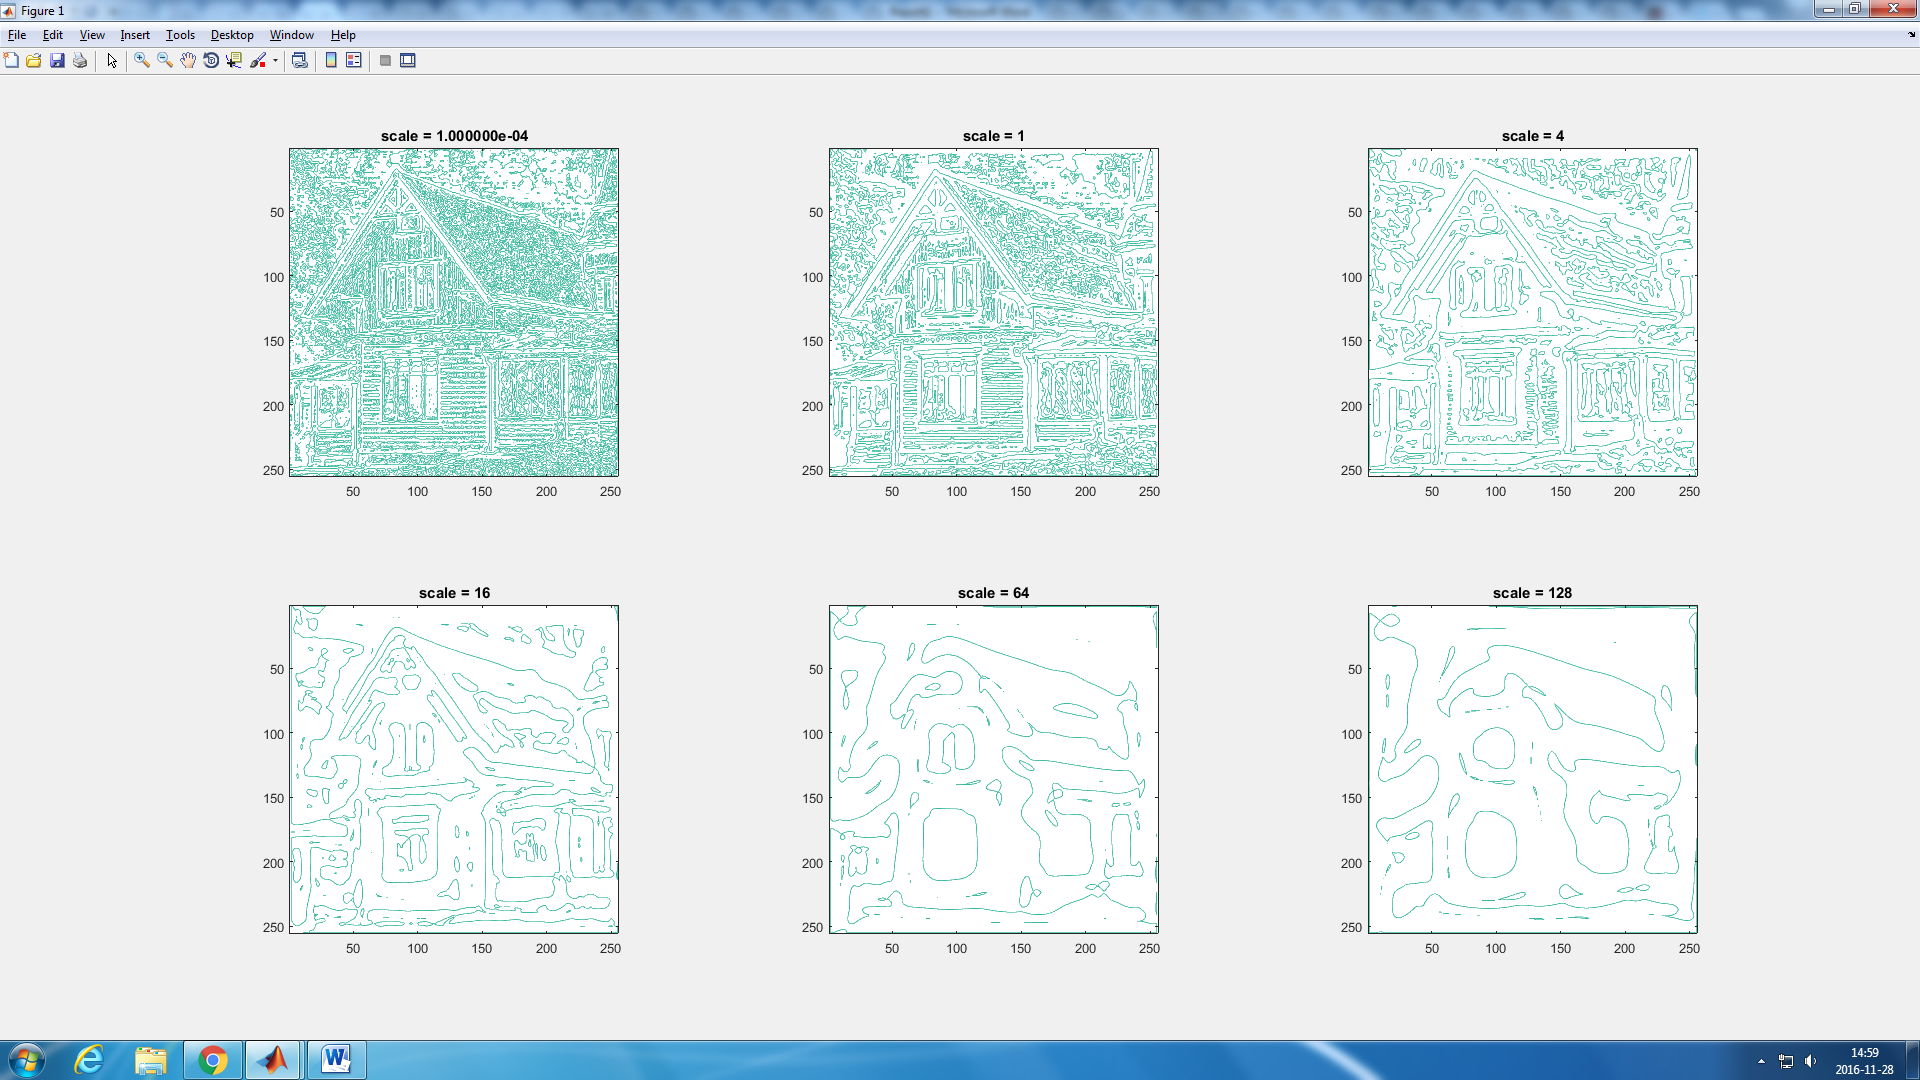 Figure 1
File Edit View Insert Tools Desktop Window Help
scale = 1.000000e-04
50
100
150
200
250
50 100 150 200 250
scale = 1
50
100
150
200
250
50 100 150 200 250
scale = 4
50
100
150
200
250
50 100 150 200 250
scale = 16
50
100
150
200
250
50 100 150 200 250
scale = 64
50
100
150
200
250
50 100 150 200 250
scale = 128
50
100
150
200
250
50 100 150 200 250
14:59
2016-11-28